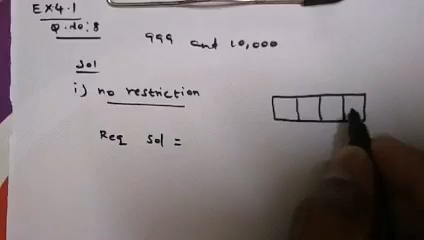 EX4.1
Q.No:8
999 and 10,000
Sol
i) no restriction
Req Sol =